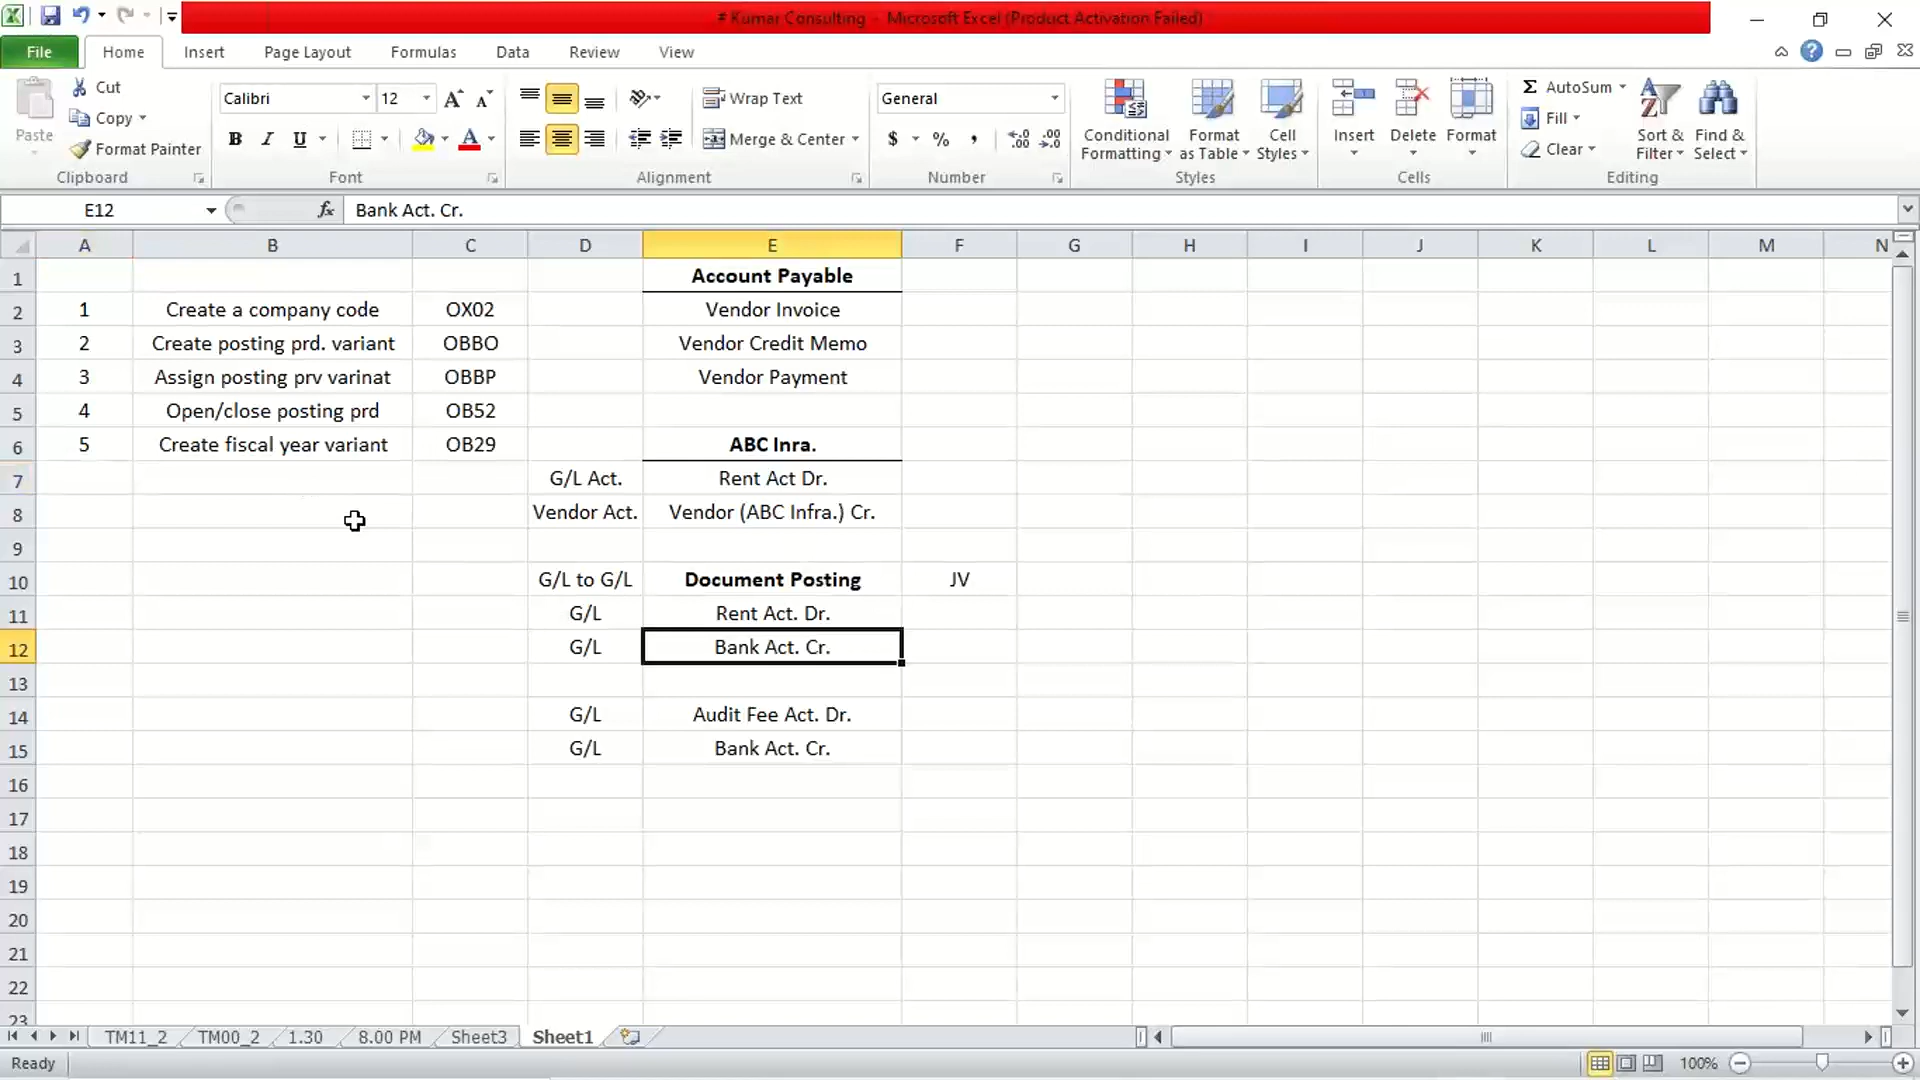 # Kumar Consulting - Microsoft Excel (Product Activation Failed)
File Home Insert Page Layout Formulas Data Review View
Paste
Cut
Copy
Format Painter
Clipboard
Calibri 12
B I U A
Font
Wrap Text
Merge & Center
Alignment
General
$ % ,
Number
Conditional Formatting
Format as Table
Cell Styles
Styles
Insert Delete Format
Cells
Σ AutoSum
Fill
Clear
Sort & Filter
Find & Select
Editing
E12 fx Bank Act. Cr.
A B C D E F G H I J K L M N
1 Account Payable
2 1 Create a company code OX02 Vendor Invoice
3 2 Create posting prd. variant OBBO Vendor Credit Memo
4 3 Assign posting prv varinat OBBP Vendor Payment
5 4 Open/close posting prd OB52
6 5 Create fiscal year variant OB29 ABC Inra.
7 G/L Act. Rent Act Dr.
8 Vendor Act. Vendor (ABC Infra.) Cr.
9
10 G/L to G/L Document Posting JV
11 G/L Rent Act. Dr.
12 G/L Bank Act. Cr.
13
14 G/L Audit Fee Act. Dr.
15 G/L Bank Act. Cr.
16
17
18
19
20
21
22
23
TM11_2 TM00_2 1.30 8.00 PM Sheet3 Sheet1
Ready 100%